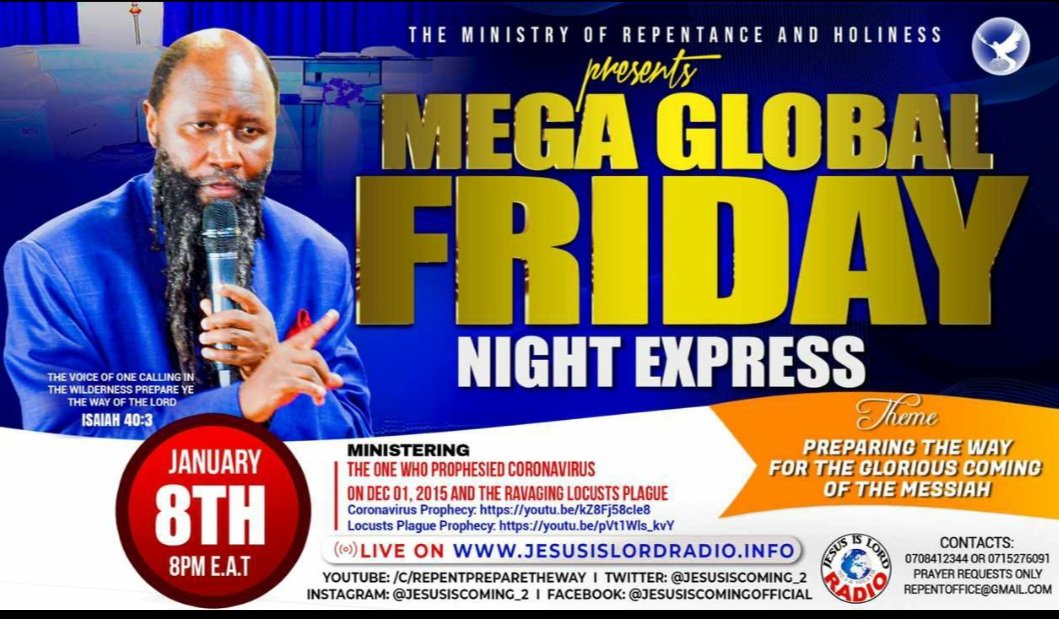 THE MINISTRY OF REPENTANCE AND HOLINESS
presents
MEGA GLOBAL
FRIDAY
NIGHT EXPRESS
THE VOICE OF ONE CALLING IN
THE WILDERNESS PREPARE YE
THE WAY OF THE LORD
ISAIAH 40:3
Theme
PREPARING THE WAY
FOR THE GLORIOUS COMING
OF THE MESSIAH
JANUARY
8TH
8PM E.A.T
MINISTERING
THE ONE WHO PROPHESIED CORONAVIRUS
ON DEC 01, 2015 AND THE RAVAGING LOCUSTS PLAGUE
Coronavirus Prophecy: https://youtu.be/kZ8Fj58cIe8
Locusts Plague Prophecy: https://youtu.be/pVt1Wls_kvY
LIVE ON WWW.JESUSISLORDRADIO.INFO
YOUTUBE: /C/REPENTPREPARETHEWAY I TWITTER: @JESUSISCOMING_2
INSTAGRAM: @JESUSISCOMING_2 I FACEBOOK: @JESUSISCOMINGOFFICIAL
JESUS IS LORD
RADIO
CONTACTS:
0708412344 OR 0715276091
PRAYER REQUESTS ONLY
REPENTOFFICE@GMAIL.COM